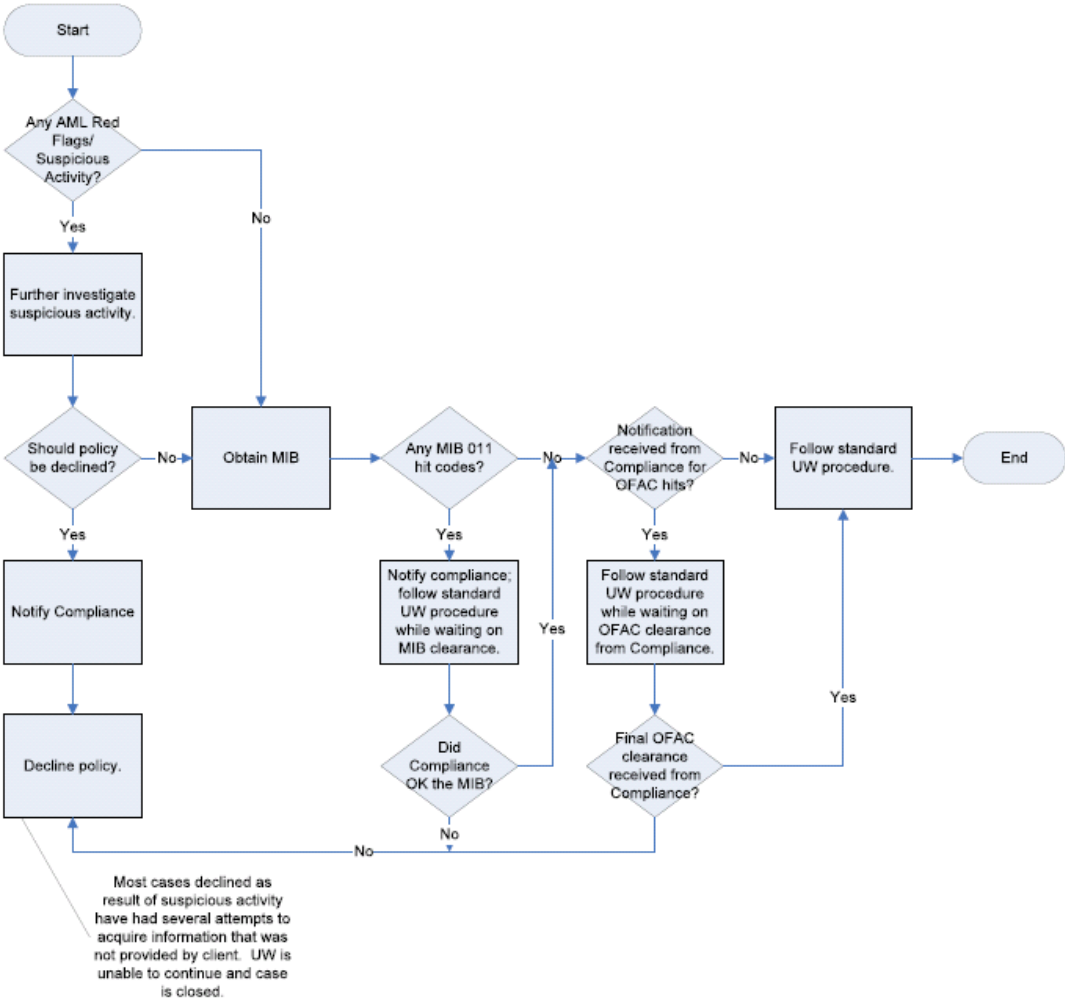 Start
Any AML Red
Flags/
Suspicious
Activity?
No
Yes
Further investigate
suspicious activity.
Should policy
be declined?
No
Obtain MIB
Any MIB 011
hit codes?
No
Notification
received from
Compliance for
OFAC hits?
No
Follow standard
UW procedure.
End
Yes
Yes
Yes
Notify Compliance
Notify compliance;
follow standard
UW procedure
while waiting on
MIB clearance.
Yes
Follow standard
UW procedure
while waiting on
OFAC clearance
from Compliance.
Yes
Decline policy.
Did
Compliance
OK the MIB?
Final OFAC
clearance
received from
Compliance?
No
No
Most cases declined as
result of suspicious activity
have had several attempts to
acquire information that was
not provided by client.  UW is
unable to continue and case
is closed.